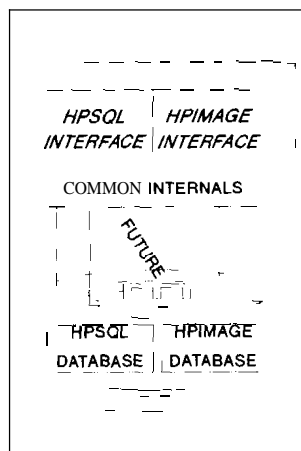 HPSQL HPIMAGE
INTERFACE INTERFACE
COMMON INTERNALS
FUTURE
HPSQL HPIMAGE
DATABASE DATABASE